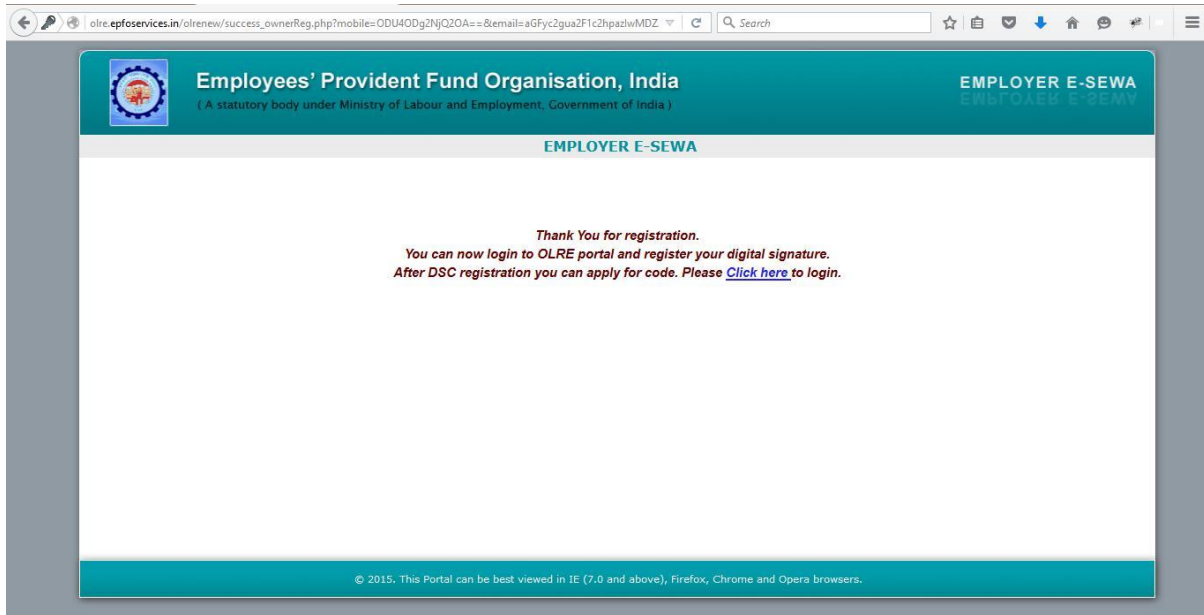 olre.epfoservices.in/olrenew/success_ownerReg.php?mobile=ODU4ODg2NjQ2OA==&email=aGFyc2gua2F1c2hpazIwMDZ
Search
Employees' Provident Fund Organisation, India
( A statutory body under Ministry of Labour and Employment, Government of India )
EMPLOYER E-SEWA
EMPLOYER E-SEWA
Thank You for registration.
You can now login to OLRE portal and register your digital signature.
After DSC registration you can apply for code. Please Click here to login.
© 2015. This Portal can be best viewed in IE (7.0 and above), Firefox, Chrome and Opera browsers.